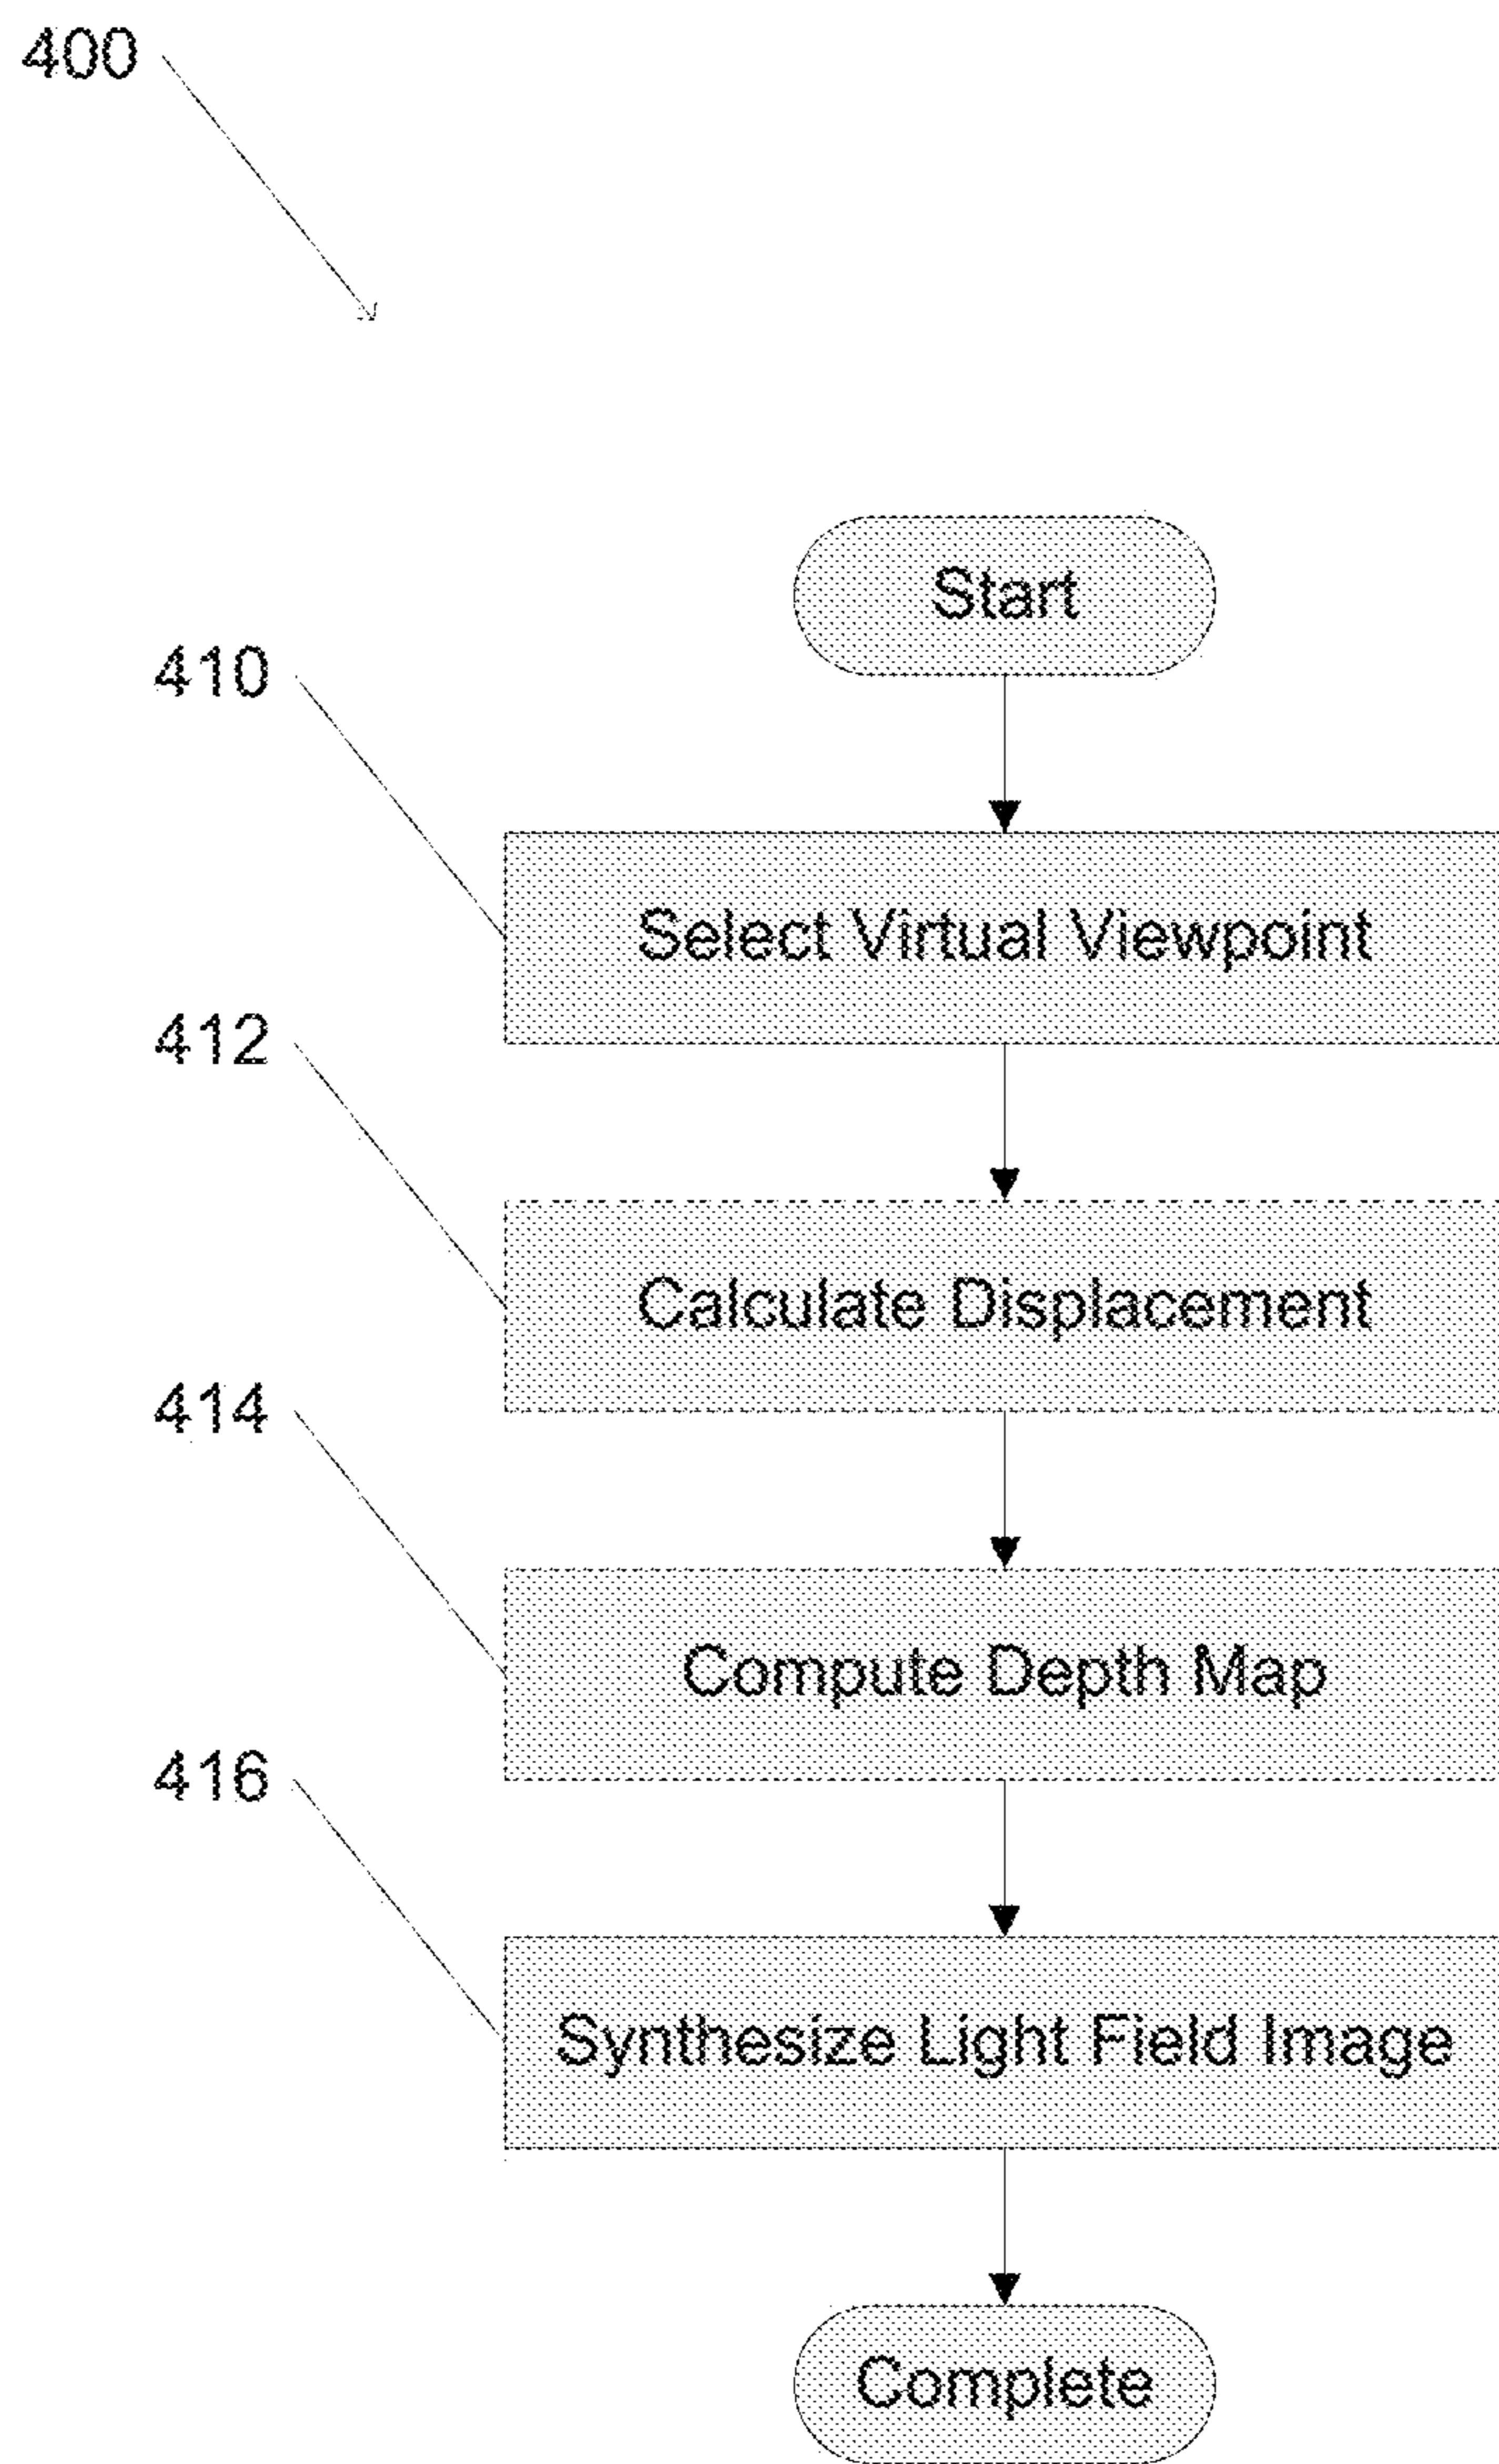 400
Start
410
Select Virtual Viewpoint
412
Calculate Displacement
414
Compute Depth Map
416
Synthesize Light Field Image
Complete